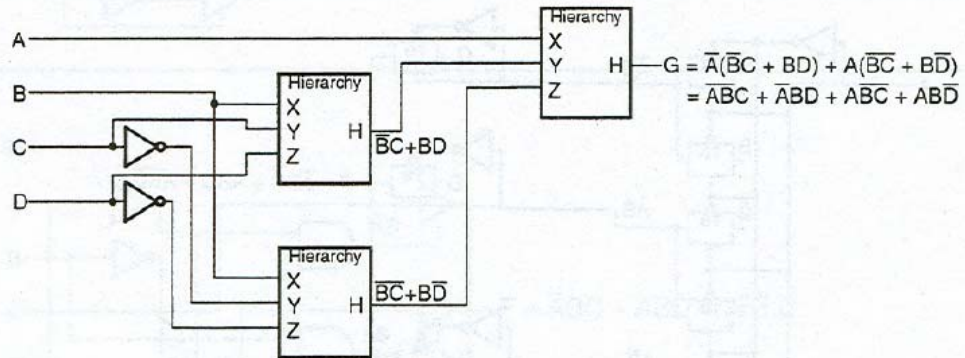 Hierarchy
A
X
Y
H
G = A̅(B̅C + BD) + A(B̅C̅ + BD̅)
Z
= A̅B̅C + A̅BD + AB̅C̅ + ABD̅
Hierarchy
B
X
Y
H
C
Z
B̅C+BD
D
Hierarchy
X
B̅C̅+BD̅
Y
H
Z